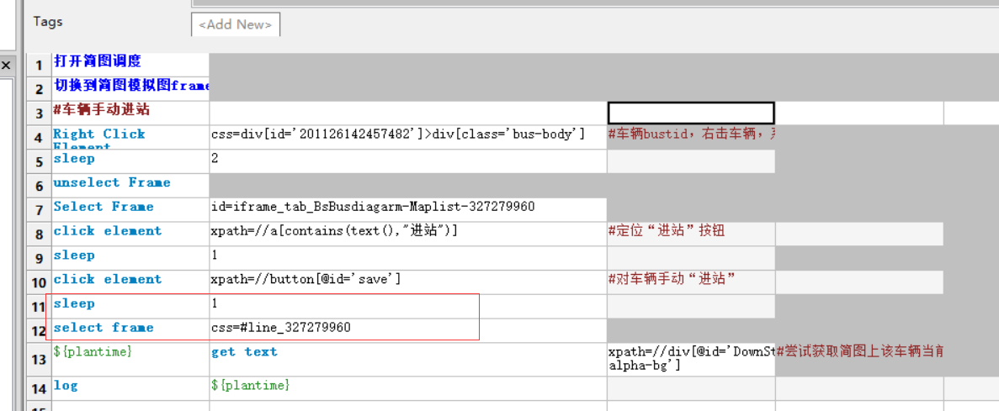 Tags
<Add New>
1 打开简图调度
2 切换到简图模拟图frame
3 #车辆手动进站
4 Right Click Element css=div[id='201126142457482']>div[class='bus-body'] #车辆bustid，右击车辆，
5 sleep 2
6 unselect Frame
7 Select Frame id=iframe_tab_BsBusdiagarm-Maplist-327279960
8 click element xpath=//a[contains(text(),"进站")] #定位“进站”按钮
9 sleep 1
10 click element xpath=//button[@id='save'] #对车辆手动“进站”
11 sleep 1
12 select frame css=#line_327279960
13 ${plantime} get text xpath=//div[@id='DownSt #尝试获取简图上该车辆当前
alpha-bg']
14 log ${plantime}
15